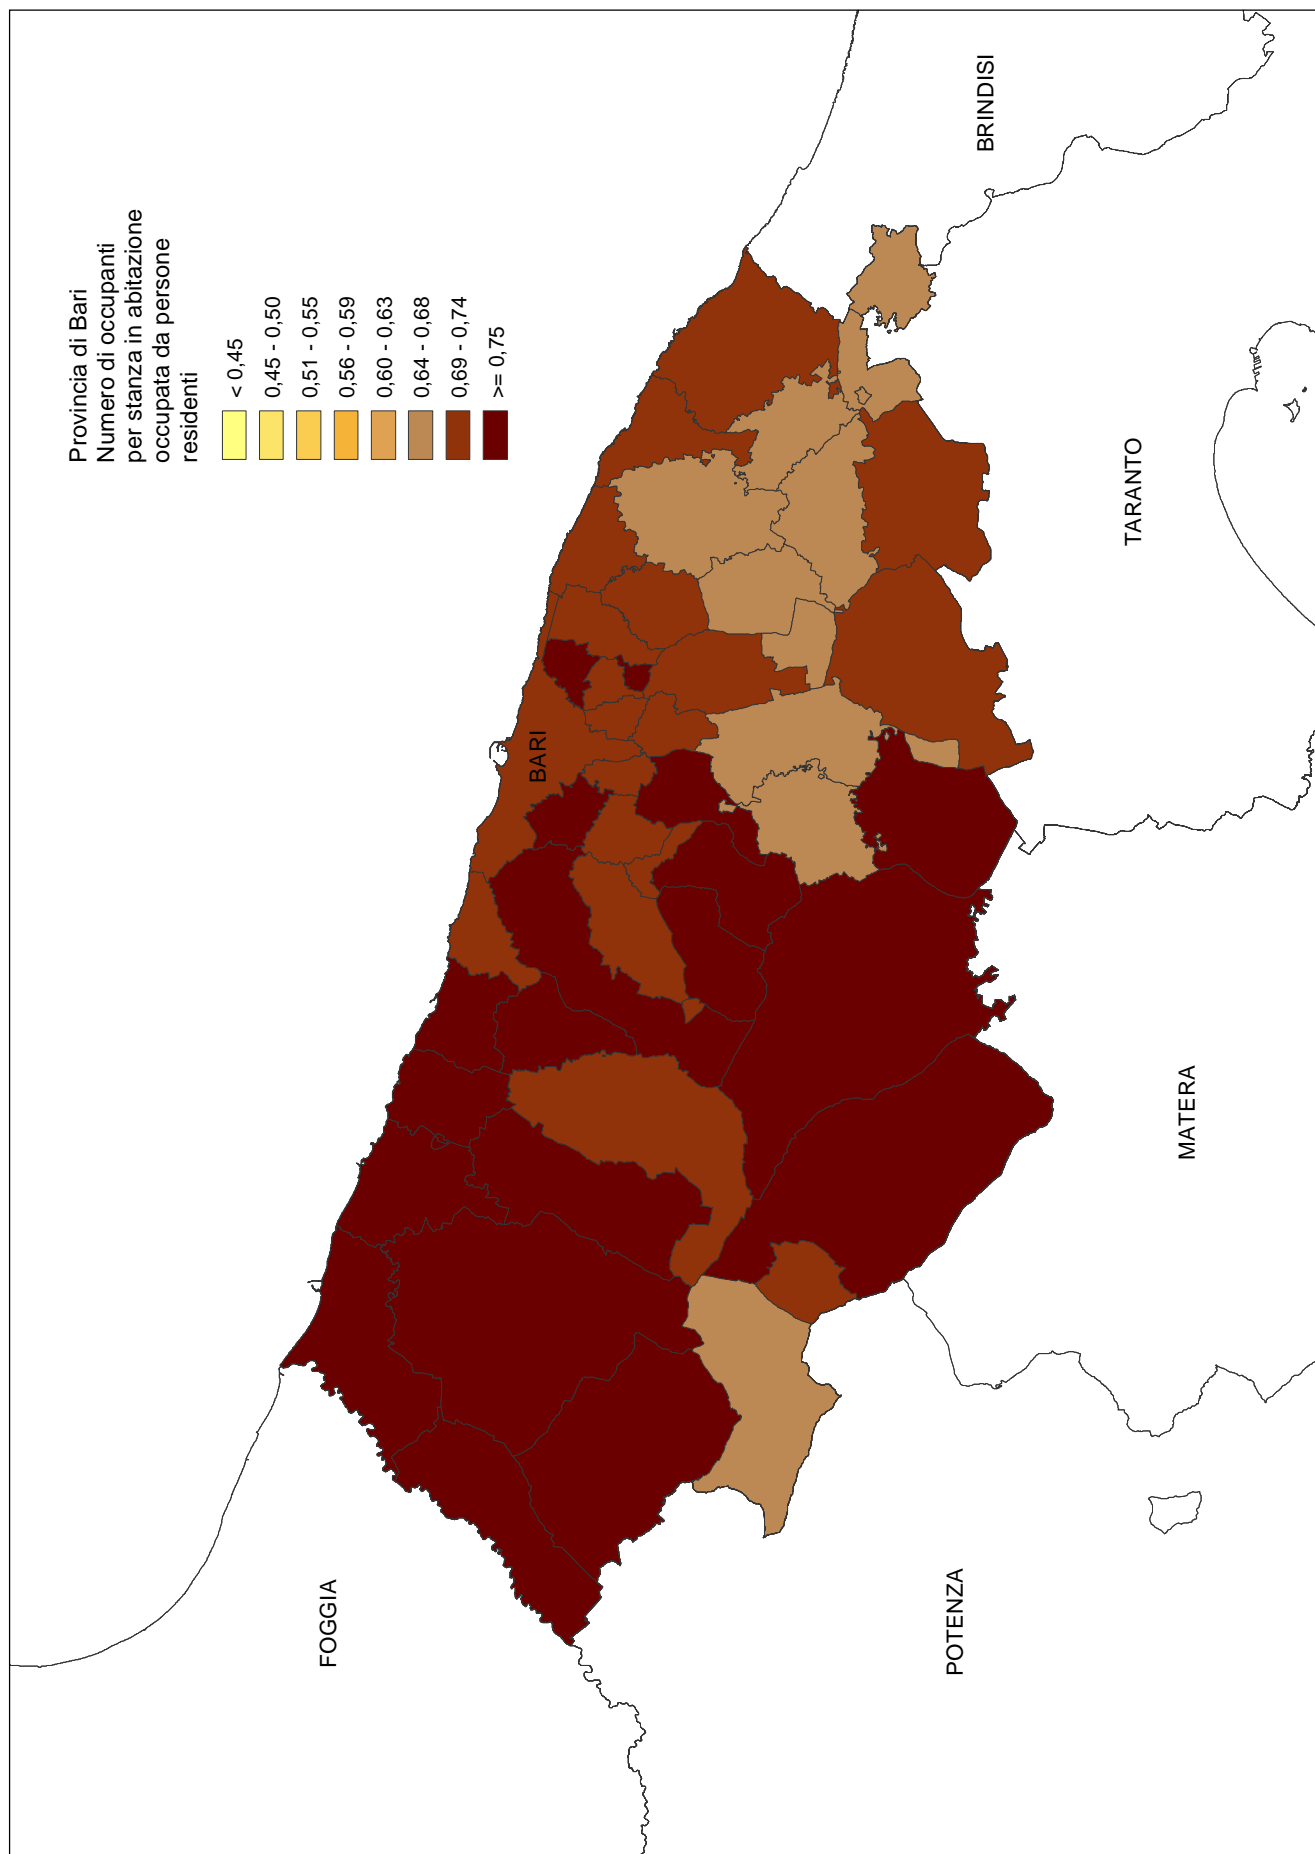 Provincia di Bari
Numero di occupanti
per stanza in abitazione
occupata da persone
residenti
< 0,45
0,45 - 0,50
0,51 - 0,55
0,56 - 0,59
0,60 - 0,63
0,64 - 0,68
0,69 - 0,74
>= 0,75
FOGGIA
BARI
BRINDISI
TARANTO
MATERA
POTENZA